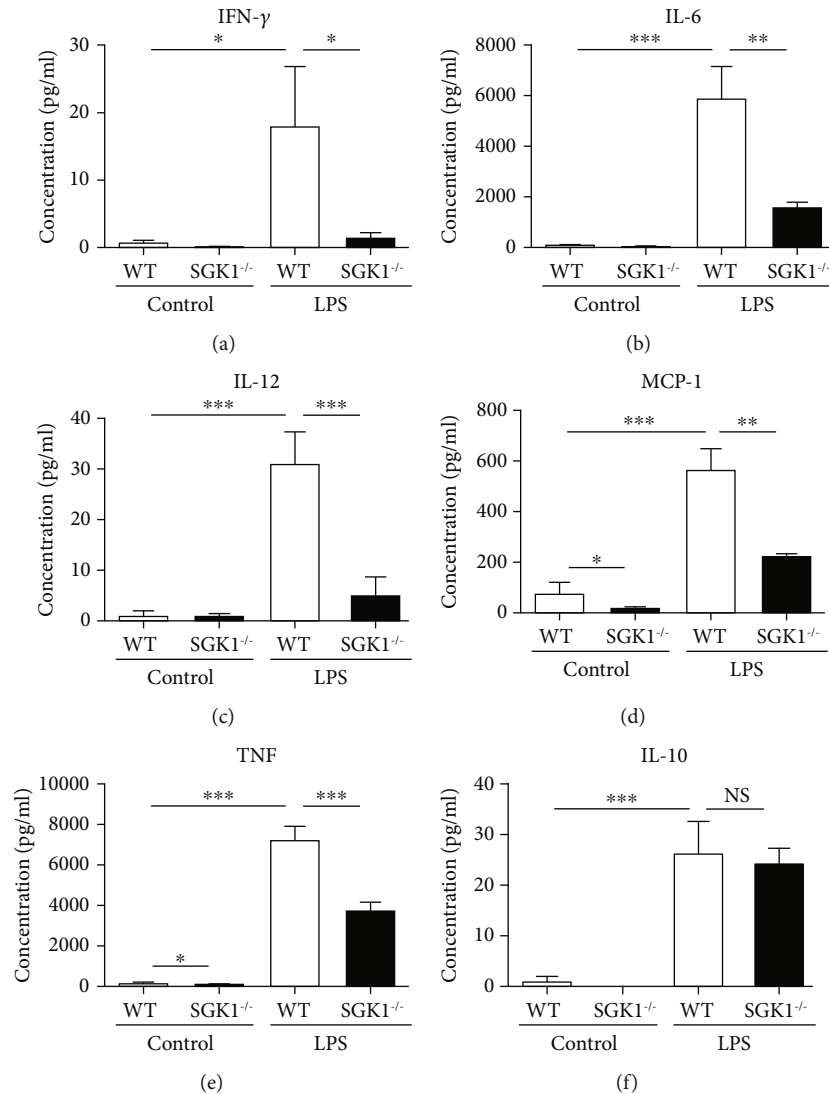 IFN-γ
Concentration (pg/ml)
30
20
10
0
* *
WT SGK1-/- WT SGK1-/-
Control LPS
(a)
IL-6
Concentration (pg/ml)
8000
6000
4000
2000
0
*** **
WT SGK1-/- WT SGK1-/-
Control LPS
(b)
IL-12
Concentration (pg/ml)
40
30
20
10
0
*** ***
WT SGK1-/- WT SGK1-/-
Control LPS
(c)
MCP-1
Concentration (pg/ml)
800
600
400
200
0
*** **
*
WT SGK1-/- WT SGK1-/-
Control LPS
(d)
TNF
Concentration (pg/ml)
10000
8000
6000
4000
2000
0
*** ***
*
WT SGK1-/- WT SGK1-/-
Control LPS
(e)
IL-10
Concentration (pg/ml)
40
30
20
10
0
*** NS
WT SGK1-/- WT SGK1-/-
Control LPS
(f)